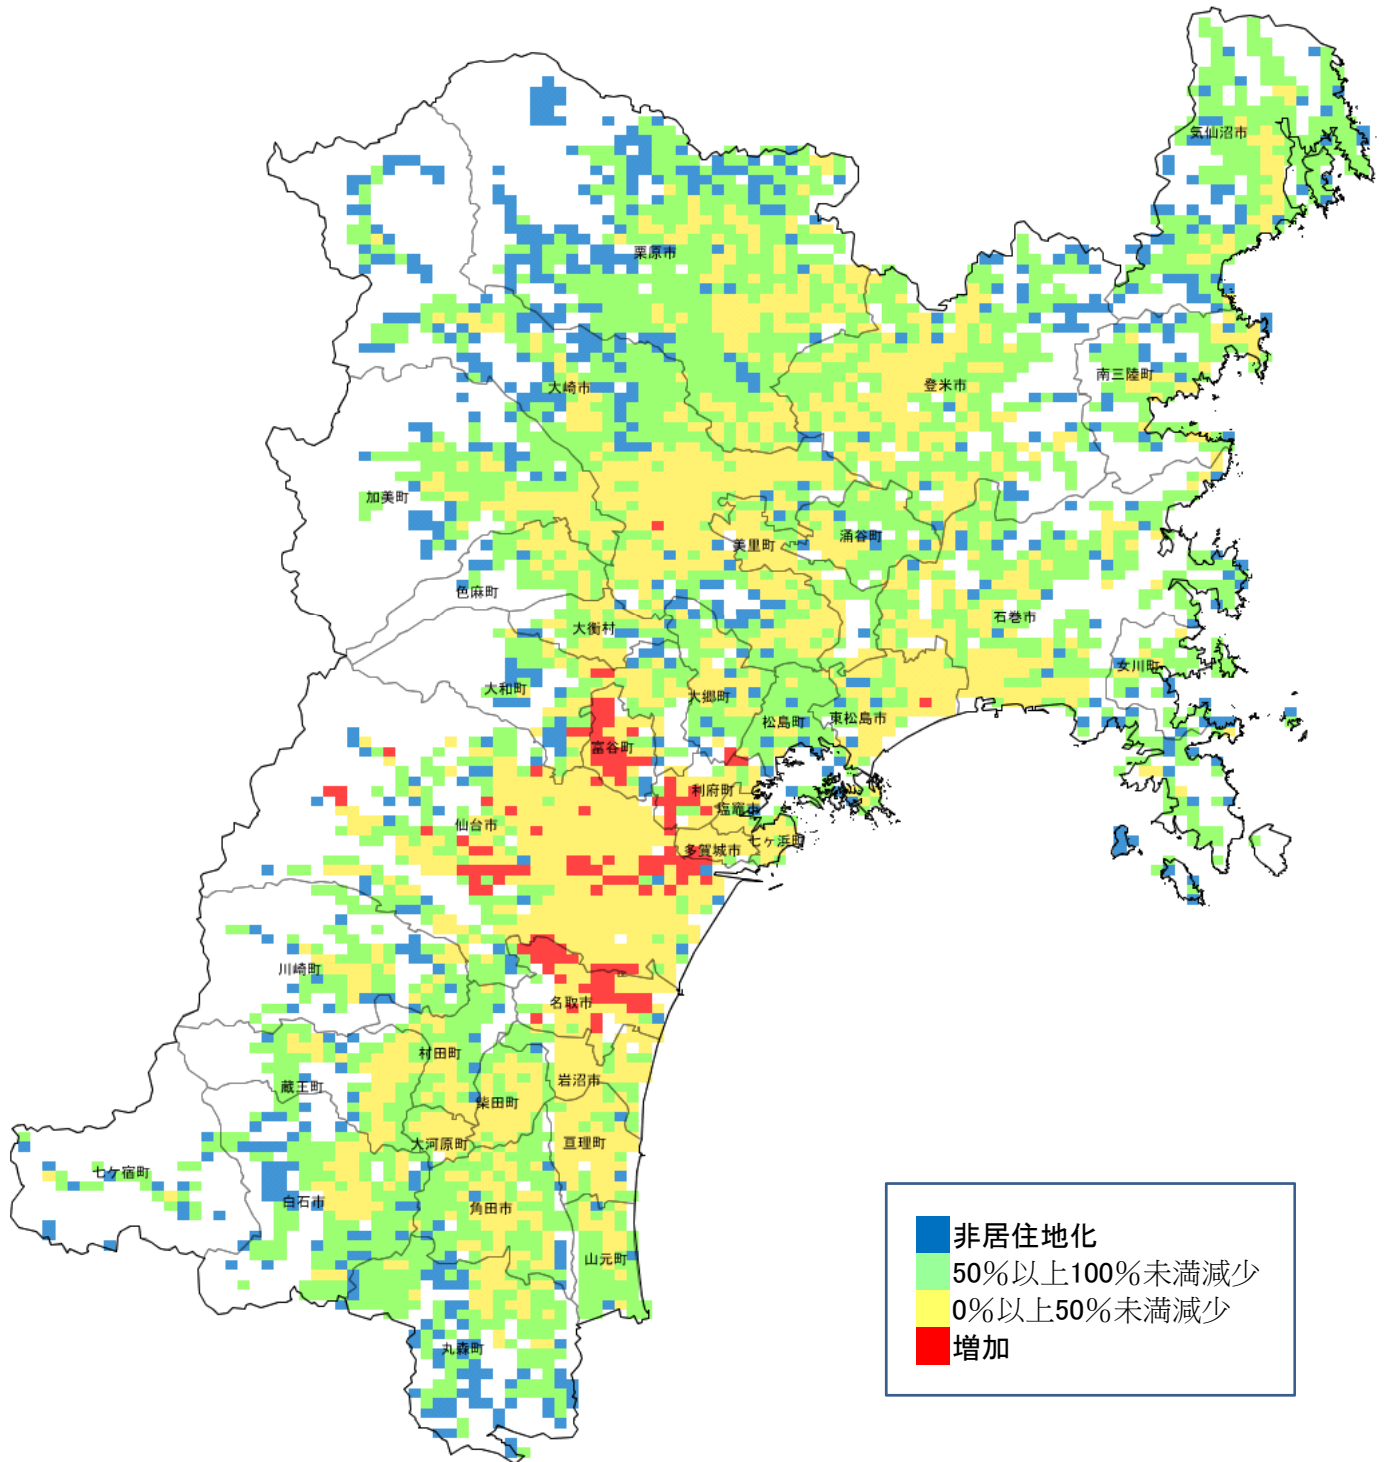 気仙沼市
栗原市
南三陸町
登米市
大崎市
加美町
涌谷町
美里町
色麻町
石巻市
大衡村
女川町
大和町
大郷町
松島町
東松島市
富谷町
利府町
塩竈市
仙台市
七ヶ浜町
多賀城市
川崎町
名取市
村田町
岩沼市
蔵王町
柴田町
大河原町
亘理町
七ケ宿町
白石市
角田市
山元町
丸森町
非居住地化
50%以上100%未満減少
0%以上50%未満減少
増加